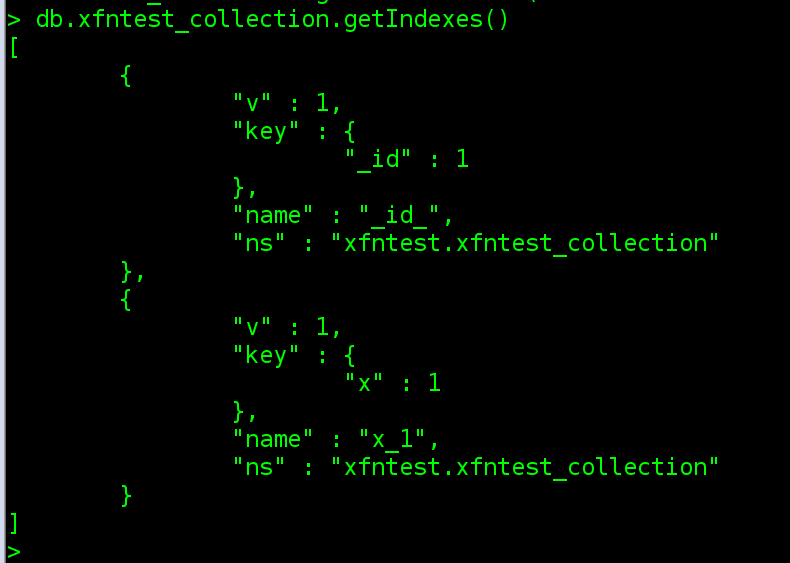 > db.xfntest_collection.getIndexes()
[
        {
                "v" : 1,
                "key" : {
                        "_id" : 1
                },
                "name" : "_id_",
                "ns" : "xfntest.xfntest_collection"
        },
        {
                "v" : 1,
                "key" : {
                        "x" : 1
                },
                "name" : "x_1",
                "ns" : "xfntest.xfntest_collection"
        }
]
>